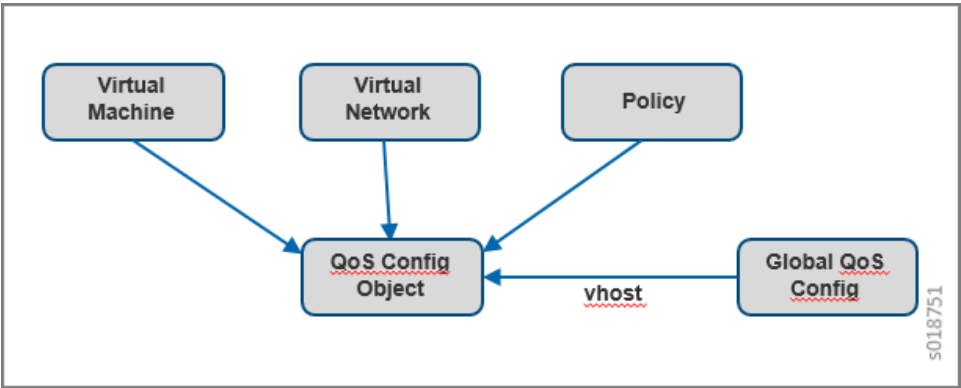 Virtual
Machine
Virtual
Network
Policy
QoS Config
Object
vhost
Global QoS
Config
s018751